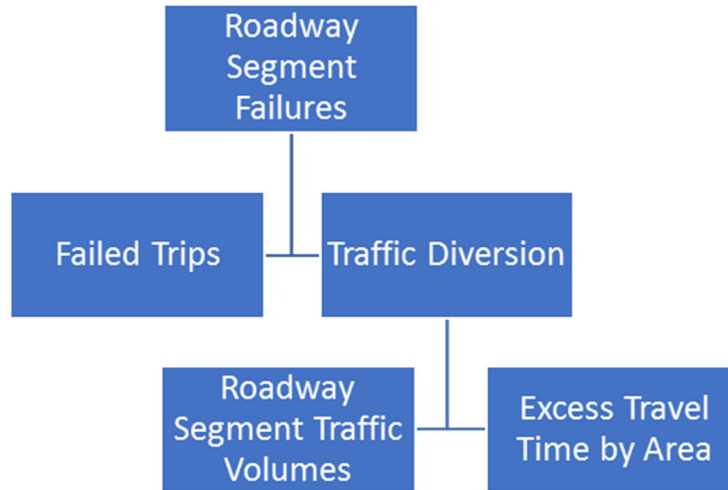 Roadway
Segment
Failures
Failed Trips
Traffic Diversion
Roadway
Segment Traffic
Volumes
Excess Travel
Time by Area